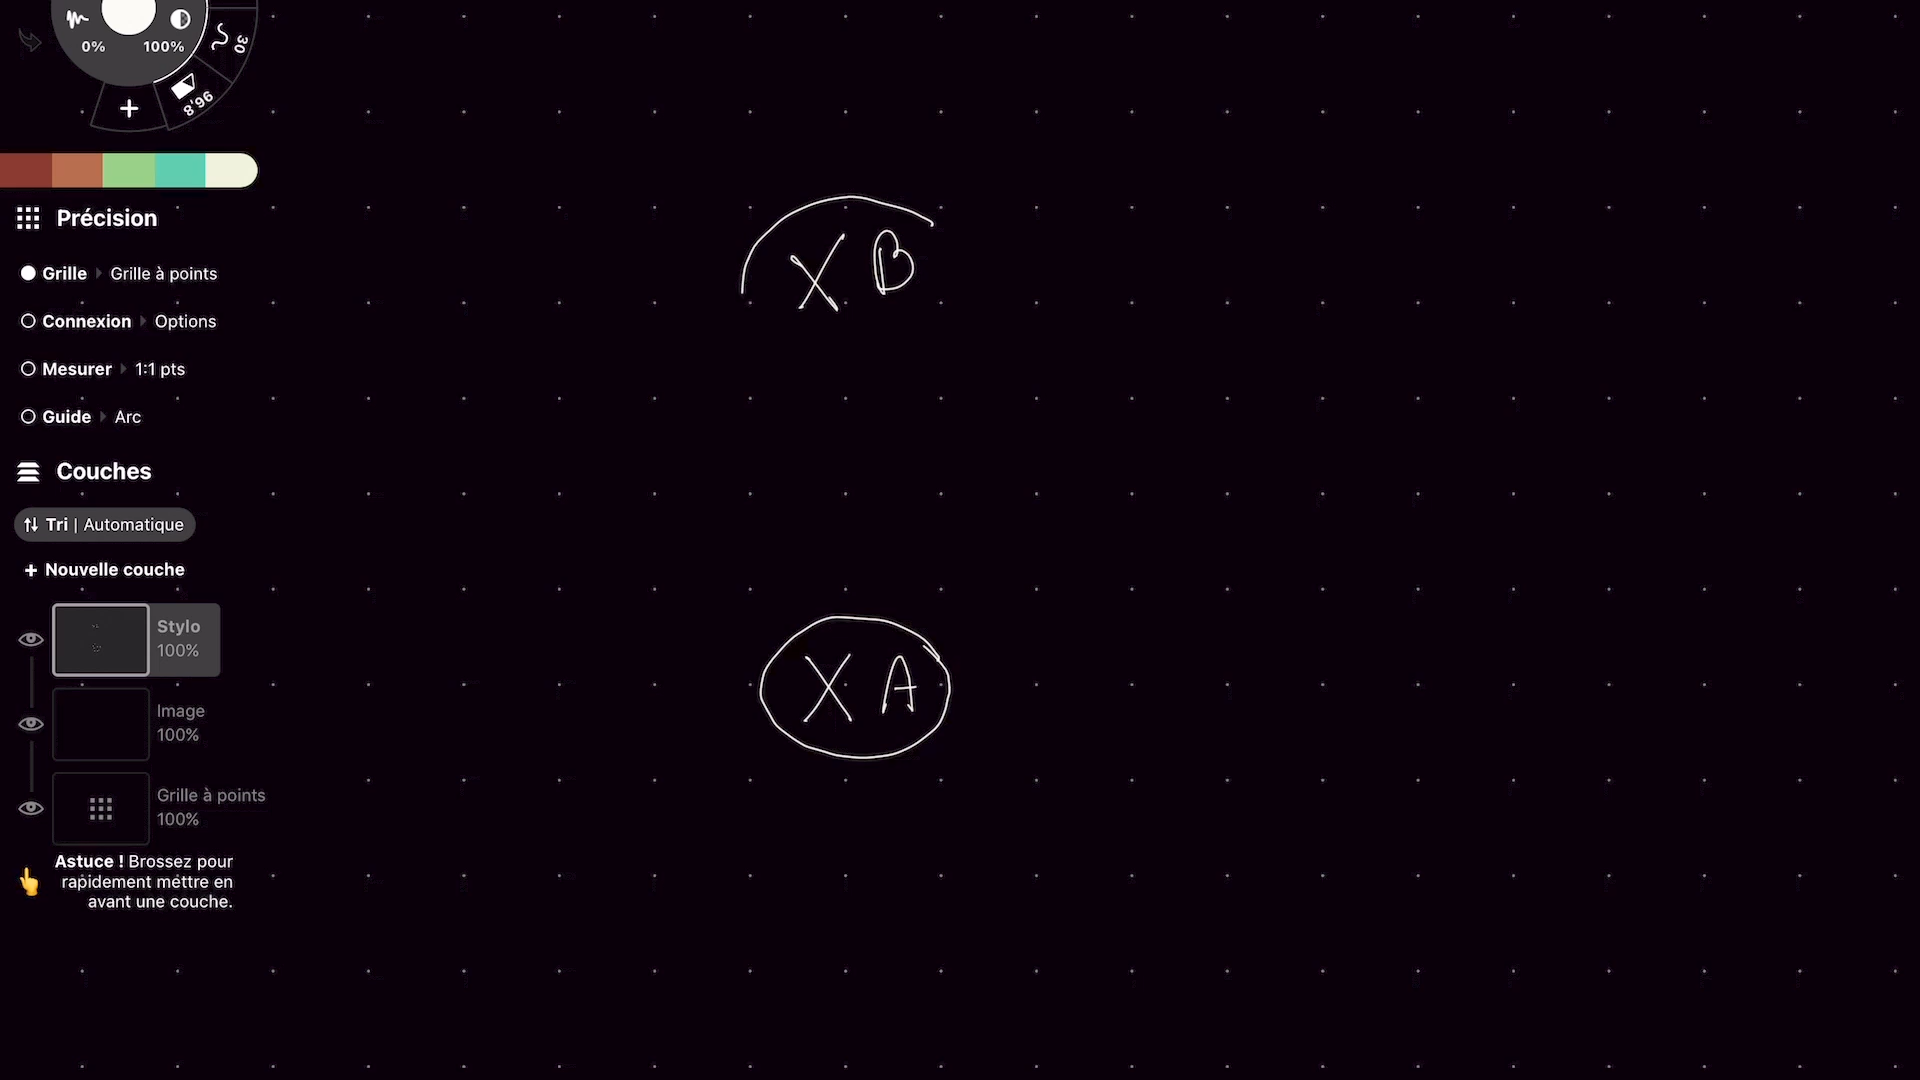 0% 100%
30
96,8
+
Précision
Grille Grille à points
Connexion Options
Mesurer 1:1 pts
Guide Arc
Couches
Tri | Automatique
+ Nouvelle couche
Stylo
100%
Image
100%
Grille à points
100%
Astuce ! Brossez pour
rapidement mettre en
avant une couche.
X B
X A